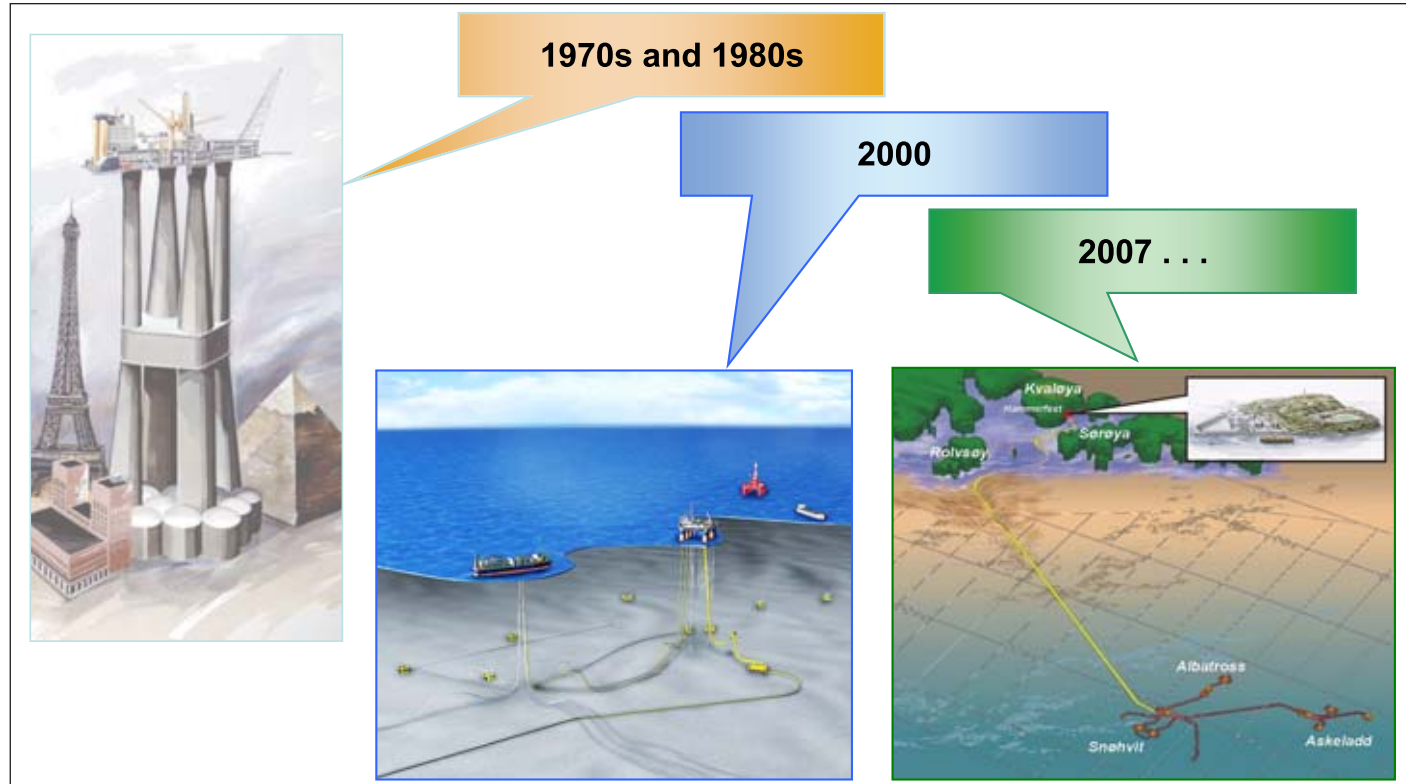 1970s and 1980s
2000
2007 . . .
Kvaløya
Hammerfest
Sørøya
Rolvsøy
Albatross
Snøhvit
Askeladd